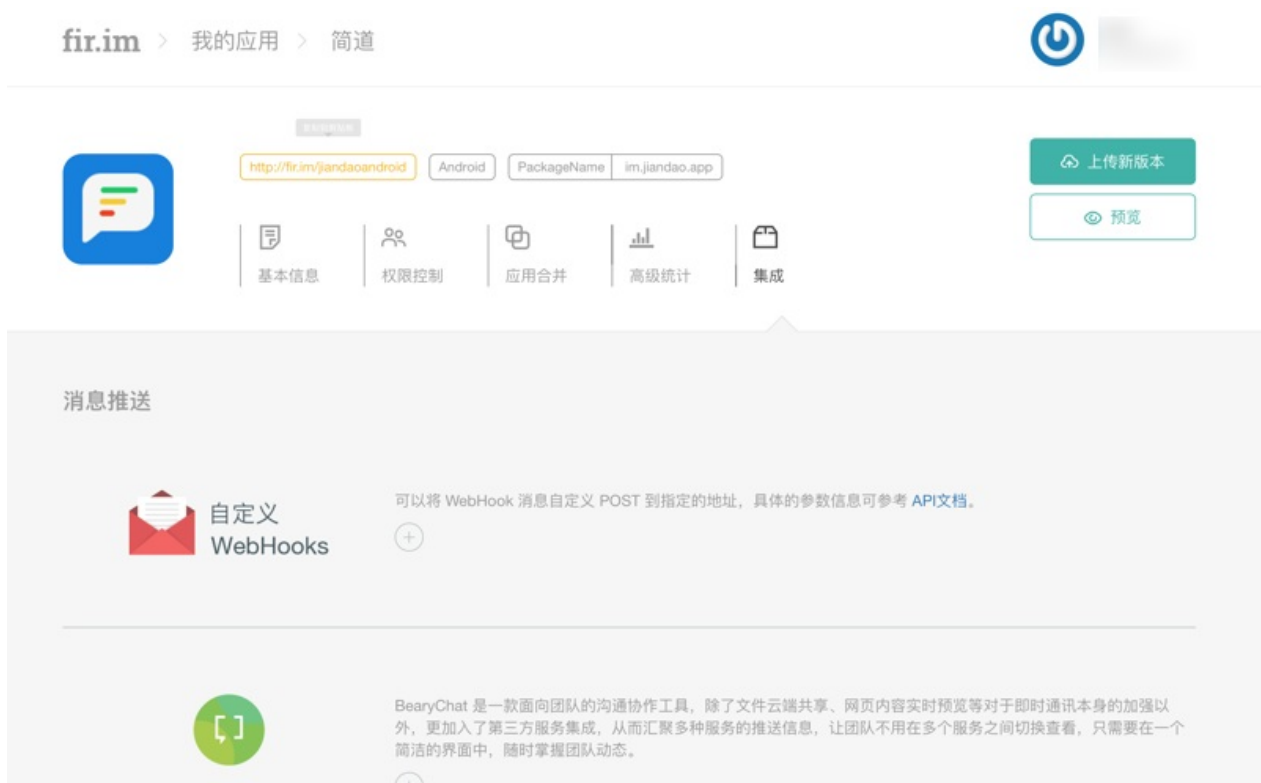 fir.im > 我的应用 > 简道
http://fir.im/jiandaoandroid Android PackageName im.jiandao.app
上传新版本
预览
基本信息 权限控制 应用合并 高级统计 集成
消息推送
自定义
WebHooks
可以将 WebHook 消息自定义 POST 到指定的地址，具体的参数信息可参考 API文档。
BearyChat 是一款面向团队的沟通协作工具，除了文件云端共享、网页内容实时预览等对于即时通讯本身的加强以
外，更加入了第三方服务集成，从而汇聚多种服务的推送信息，让团队不用在多个服务之间切换查看，只需要在一个
简洁的界面中，随时掌握团队动态。